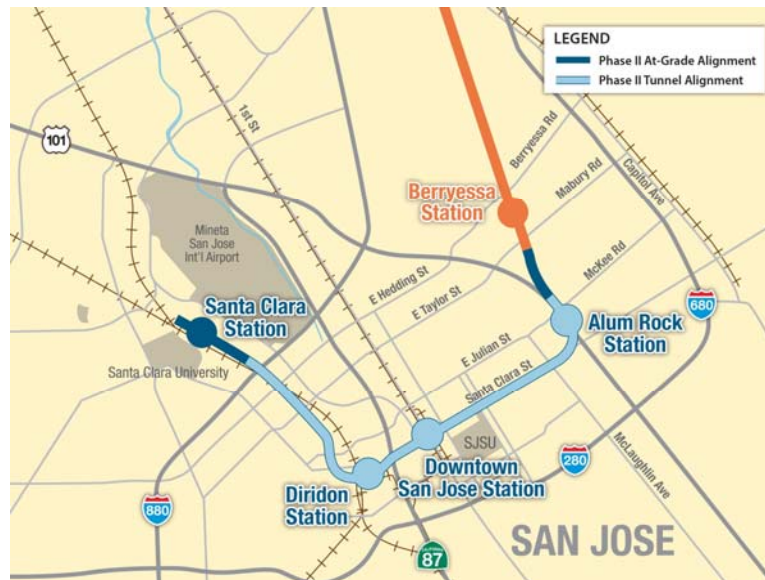 LEGEND
Phase II At-Grade Alignment
Phase II Tunnel Alignment
101
1st St
Berryessa Rd
Mabury Rd
Capitol Ave
Berryessa
Station
Mineta
San Jose
Int'l Airport
McKee Rd
E Hedding St
E Taylor St
680
Santa Clara
Station
Alum Rock
Station
E Julian St
Santa Clara University
Santa Clara St
SJSU
McLaughlin Ave
280
Downtown
San Jose Station
Diridon
Station
880
SAN JOSE
CALIFORNIA
87